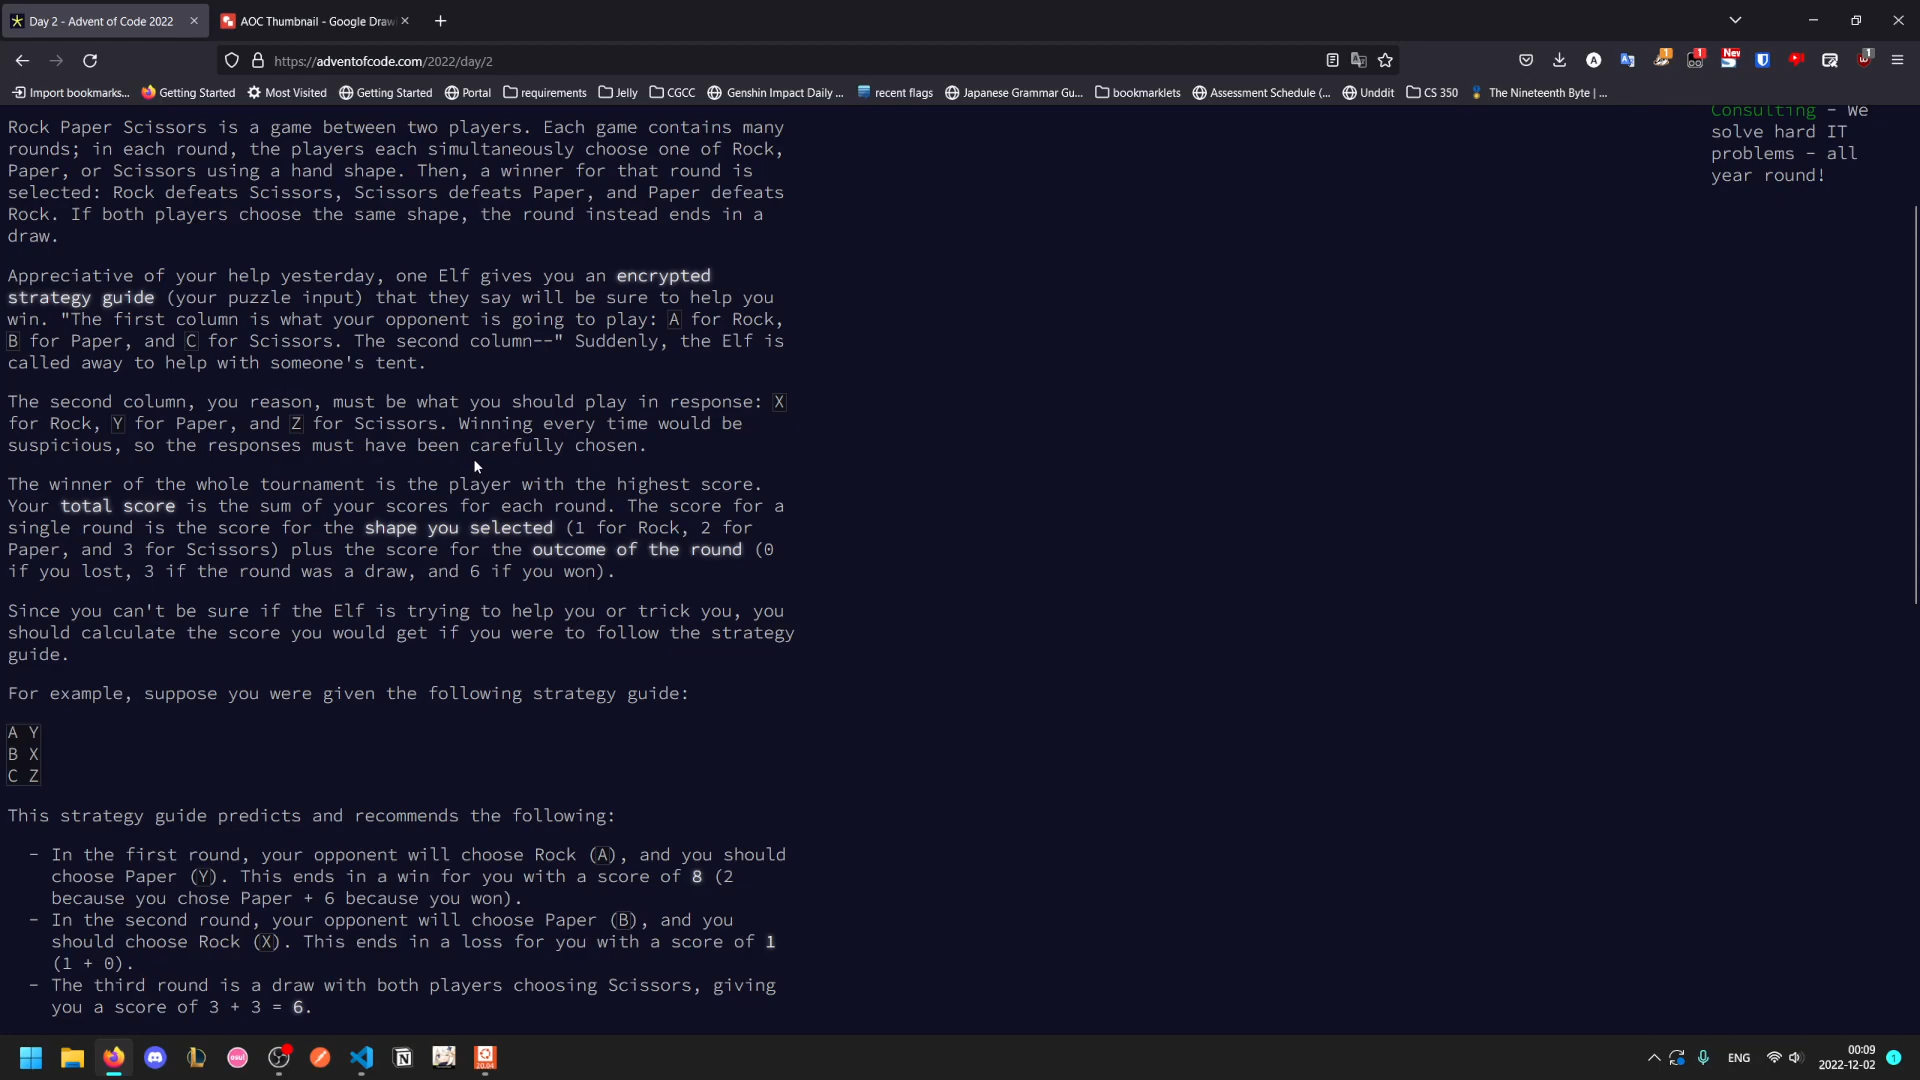 Day 2 - Advent of Code 2022
AOC Thumbnail - Google Draw
https://adventofcode.com/2022/day/2
Import bookmarks...
Getting Started
Most Visited
Getting Started
Portal
requirements
Jelly
CGCC
Genshin Impact Daily ...
recent flags
Japanese Grammar Gu...
bookmarklets
Assessment Schedule (...
Unddit
CS 350
The Nineteenth Byte | ...
Rock Paper Scissors is a game between two players. Each game contains many
rounds; in each round, the players each simultaneously choose one of Rock,
Paper, or Scissors using a hand shape. Then, a winner for that round is
selected: Rock defeats Scissors, Scissors defeats Paper, and Paper defeats
Rock. If both players choose the same shape, the round instead ends in a
draw.
Appreciative of your help yesterday, one Elf gives you an encrypted
strategy guide (your puzzle input) that they say will be sure to help you
win. "The first column is what your opponent is going to play: A for Rock,
B for Paper, and C for Scissors. The second column--" Suddenly, the Elf is
called away to help with someone's tent.
The second column, you reason, must be what you should play in response: X
for Rock, Y for Paper, and Z for Scissors. Winning every time would be
suspicious, so the responses must have been carefully chosen.
The winner of the whole tournament is the player with the highest score.
Your total score is the sum of your scores for each round. The score for a
single round is the score for the shape you selected (1 for Rock, 2 for
Paper, and 3 for Scissors) plus the score for the outcome of the round (0
if you lost, 3 if the round was a draw, and 6 if you won).
Since you can't be sure if the Elf is trying to help you or trick you, you
should calculate the score you would get if you were to follow the strategy
guide.
For example, suppose you were given the following strategy guide:
A Y
B X
C Z
This strategy guide predicts and recommends the following:
- In the first round, your opponent will choose Rock (A), and you should
choose Paper (Y). This ends in a win for you with a score of 8 (2
because you chose Paper + 6 because you won).
- In the second round, your opponent will choose Paper (B), and you
should choose Rock (X). This ends in a loss for you with a score of 1
(1 + 0).
- The third round is a draw with both players choosing Scissors, giving
you a score of 3 + 3 = 6.
Consulting - We
solve hard IT
problems - all
year round!
New
1
1
1
A
osu!
20.04
ENG
00:09
2022-12-02
1